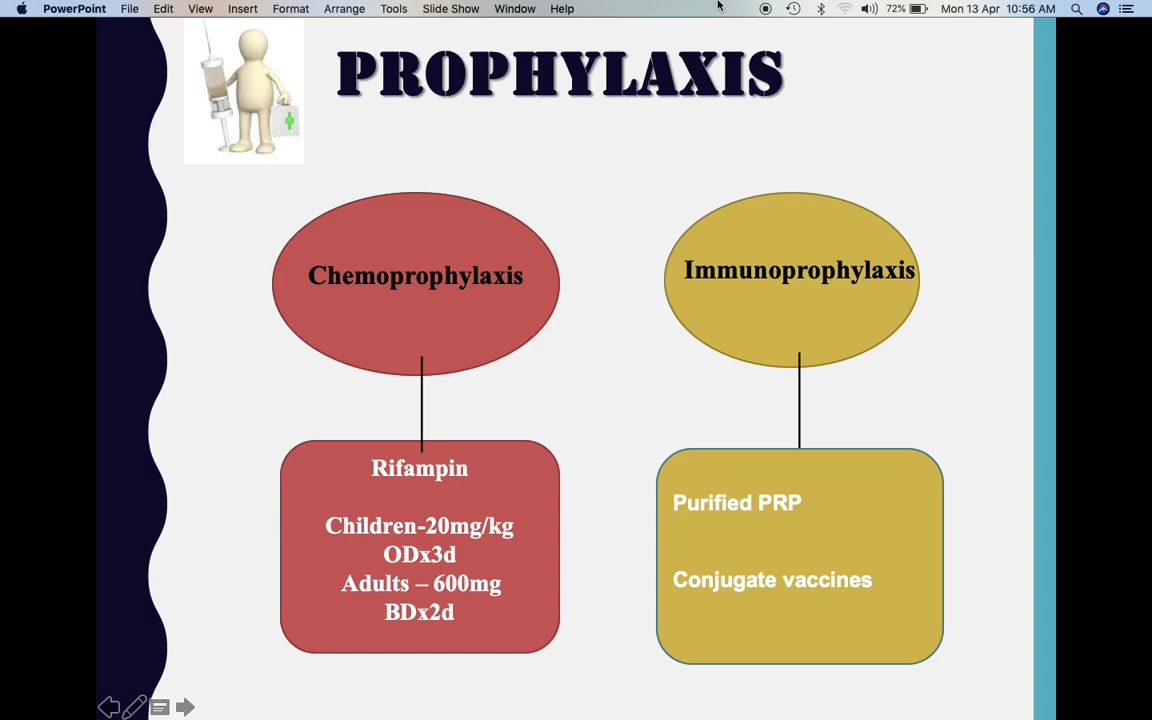 PowerPoint File Edit View Insert Format Arrange Tools Slide Show Window Help 72% Mon 13 Apr 10:56 AM
PROPHYLAXIS
Chemoprophylaxis
Immunoprophylaxis
Rifampin
Children-20mg/kg
ODx3d
Adults – 600mg
BDx2d
Purified PRP
Conjugate vaccines